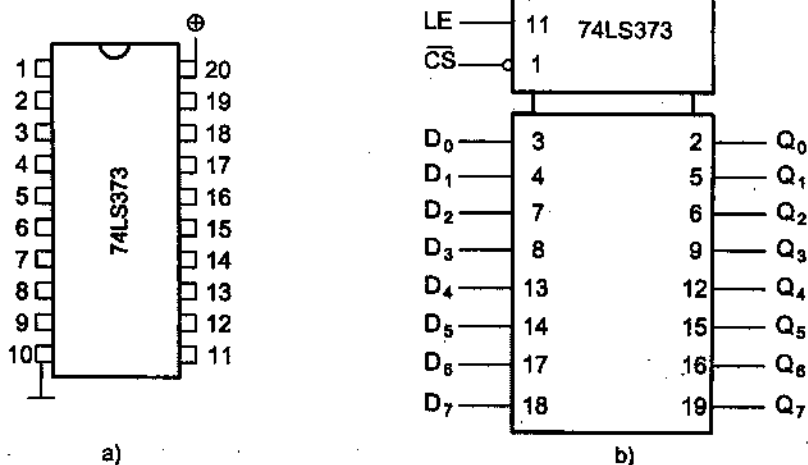 ⊕
1 20
2 19
3 18
4 17
5 16
6 15
7 14
8 13
9 12
10 11
74LS373
a)
LE 11 74LS373
C̅S̅ 1
D₀ 3 2 Q₀
D₁ 4 5 Q₁
D₂ 7 6 Q₂
D₃ 8 9 Q₃
D₄ 13 12 Q₄
D₅ 14 15 Q₅
D₆ 17 16 Q₆
D₇ 18 19 Q₇
b)